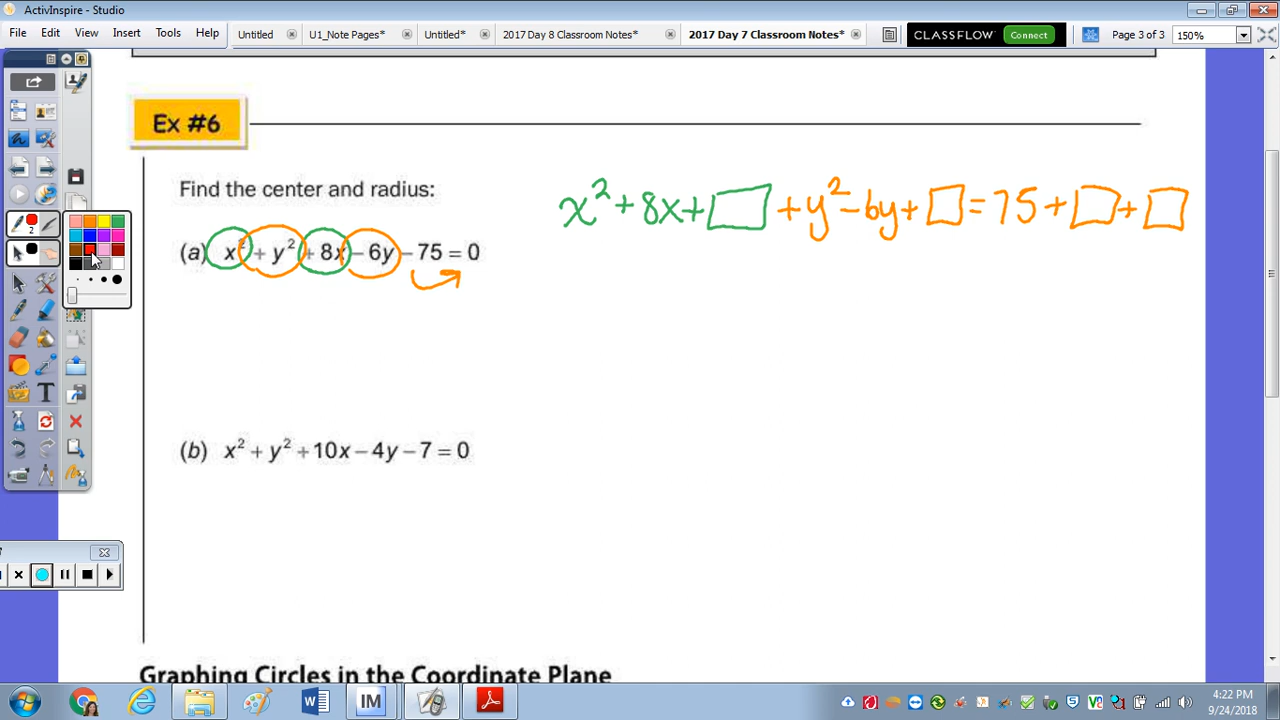 ActivInspire - Studio
File Edit View Insert Tools Help Untitled U1_Note Pages* Untitled* 2017 Day 8 Classroom Notes* 2017 Day 7 Classroom Notes* CLASSFLOW Connect Page 3 of 3 150%
Ex #6
Find the center and radius:
x² + 8x + □ + y² - 6y + □ = 75 + □ + □
(a) x² + y² + 8x - 6y - 75 = 0
2
(b) x² + y² + 10x - 4y - 7 = 0
Graphing Circles in the Coordinate Plane
IM
4:22 PM
9/24/2018